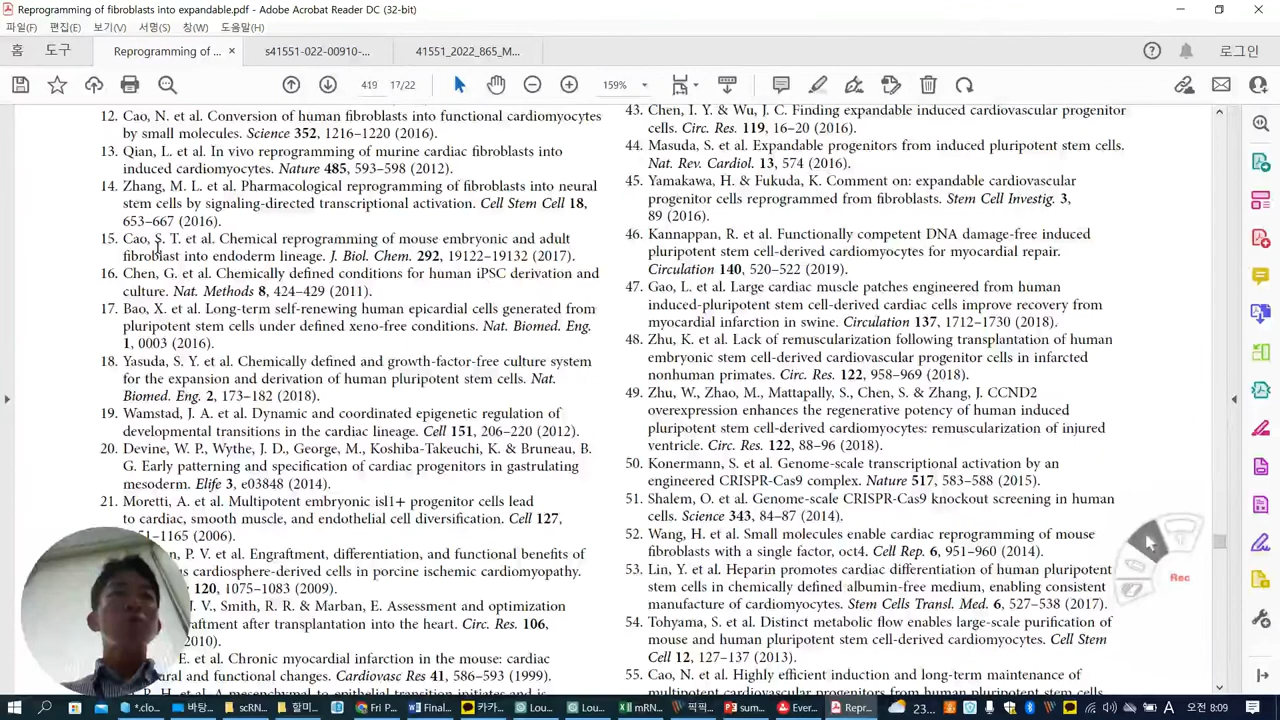 Reprogramming of fibroblasts into expandable.pdf - Adobe Acrobat Reader DC (32-bit)
파일(F) 편집(E) 보기(V) 서명(S) 창(W) 도움말(H)
홈 도구 Reprogramming of ... × s41551-022-00910-... 41551_2022_865_M... 로그인
419 17/22 159%
12. Cao, N. et al. Conversion of human fibroblasts into functional cardiomyocytes
by small molecules. Science 352, 1216–1220 (2016).
13. Qian, L. et al. In vivo reprogramming of murine cardiac fibroblasts into
induced cardiomyocytes. Nature 485, 593–598 (2012).
14. Zhang, M. L. et al. Pharmacological reprogramming of fibroblasts into neural
stem cells by signaling-directed transcriptional activation. Cell Stem Cell 18,
653–667 (2016).
15. Cao, S. T. et al. Chemical reprogramming of mouse embryonic and adult
fibroblast into endoderm lineage. J. Biol. Chem. 292, 19122–19132 (2017).
16. Chen, G. et al. Chemically defined conditions for human iPSC derivation and
culture. Nat. Methods 8, 424–429 (2011).
17. Bao, X. et al. Long-term self-renewing human epicardial cells generated from
pluripotent stem cells under defined xeno-free conditions. Nat. Biomed. Eng.
1, 0003 (2016).
18. Yasuda, S. Y. et al. Chemically defined and growth-factor-free culture system
for the expansion and derivation of human pluripotent stem cells. Nat.
Biomed. Eng. 2, 173–182 (2018).
19. Wamstad, J. A. et al. Dynamic and coordinated epigenetic regulation of
developmental transitions in the cardiac lineage. Cell 151, 206–220 (2012).
20. Devine, W. P., Wythe, J. D., George, M., Koshiba-Takeuchi, K. & Bruneau, B.
G. Early patterning and specification of cardiac progenitors in gastrulating
mesoderm. Elife 3, e03848 (2014).
21. Moretti, A. et al. Multipotent embryonic isl1+ progenitor cells lead
to cardiac, smooth muscle, and endothelial cell diversification. Cell 127,
51–1165 (2006).
P. V. et al. Engraftment, differentiation, and functional benefits of
cardiosphere-derived cells in porcine ischemic cardiomyopathy.
120, 1075–1083 (2009).
J. V., Smith, R. R. & Marban, E. Assessment and optimization
after transplantation into the heart. Circ. Res. 106,
(2010).
E. et al. Chronic myocardial infarction in the mouse: cardiac
and functional changes. Cardiovasc Res 41, 586–593 (1999).
43. Chen, I. Y. & Wu, J. C. Finding expandable induced cardiovascular progenitor
cells. Circ. Res. 119, 16–20 (2016).
44. Masuda, S. et al. Expandable progenitors from induced pluripotent stem cells.
Nat. Rev. Cardiol. 13, 574 (2016).
45. Yamakawa, H. & Fukuda, K. Comment on: expandable cardiovascular
progenitor cells reprogrammed from fibroblasts. Stem Cell Investig. 3,
89 (2016).
46. Kannappan, R. et al. Functionally competent DNA damage-free induced
pluripotent stem cell-derived cardiomyocytes for myocardial repair.
Circulation 140, 520–522 (2019).
47. Gao, L. et al. Large cardiac muscle patches engineered from human
induced-pluripotent stem cell-derived cardiac cells improve recovery from
myocardial infarction in swine. Circulation 137, 1712–1730 (2018).
48. Zhu, K. et al. Lack of remuscularization following transplantation of human
embryonic stem cell-derived cardiovascular progenitor cells in infarcted
nonhuman primates. Circ. Res. 122, 958–969 (2018).
49. Zhu, W., Zhao, M., Mattapally, S., Chen, S. & Zhang, J. CCND2
overexpression enhances the regenerative potency of human induced
pluripotent stem cell-derived cardiomyocytes: remuscularization of injured
ventricle. Circ. Res. 122, 88–96 (2018).
50. Konermann, S. et al. Genome-scale transcriptional activation by an
engineered CRISPR-Cas9 complex. Nature 517, 583–588 (2015).
51. Shalem, O. et al. Genome-scale CRISPR-Cas9 knockout screening in human
cells. Science 343, 84–87 (2014).
52. Wang, H. et al. Small molecules enable cardiac reprogramming of mouse
fibroblasts with a single factor, oct4. Cell Rep. 6, 951–960 (2014).
53. Lin, Y. et al. Heparin promotes cardiac differentiation of human pluripotent
stem cells in chemically defined albumin-free medium, enabling consistent
manufacture of cardiomyocytes. Stem Cells Transl. Med. 6, 527–538 (2017).
54. Tohyama, S. et al. Distinct metabolic flow enables large-scale purification of
mouse and human pluripotent stem cell-derived cardiomyocytes. Cell Stem
Cell 12, 127–137 (2013).
55. Cao, N. et al. Highly efficient induction and long-term maintenance of
multipotent cardiovascular progenitors from human pluripotent stem cells
Rec
*.clo... 바탕... scRN... 할미... Fri P... Final... Lou... Lou... mRN... 픽픽... sum... Ever... Repr... 23... A 오전 8:09